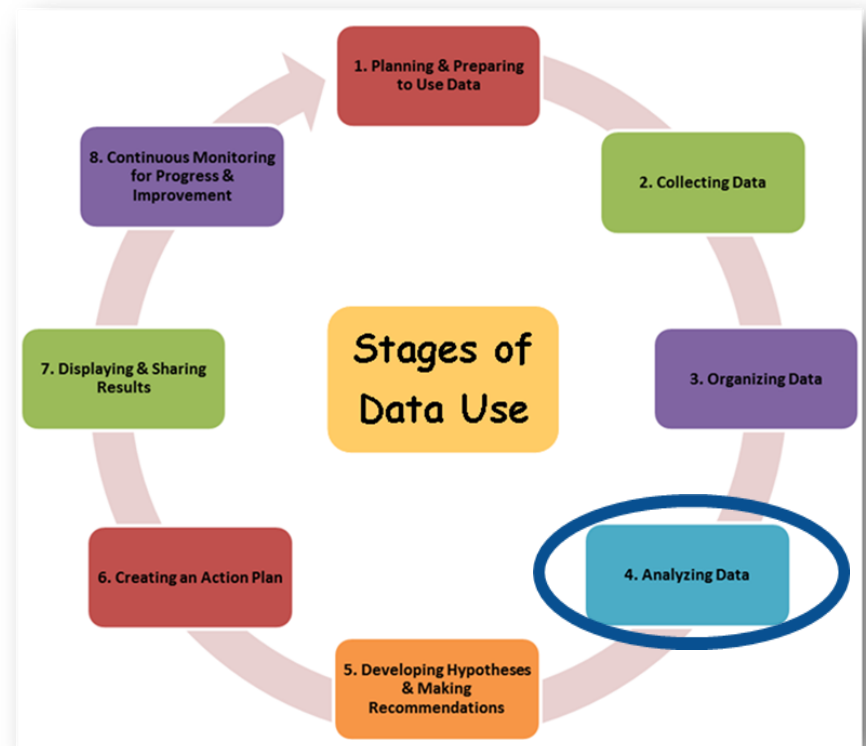 1. Planning & Preparing
to Use Data
2. Collecting Data
3. Organizing Data
4. Analyzing Data
5. Developing Hypotheses
& Making
Recommendations
6. Creating an Action Plan
7. Displaying & Sharing
Results
8. Continuous Monitoring
for Progress &
Improvement
Stages of
Data Use